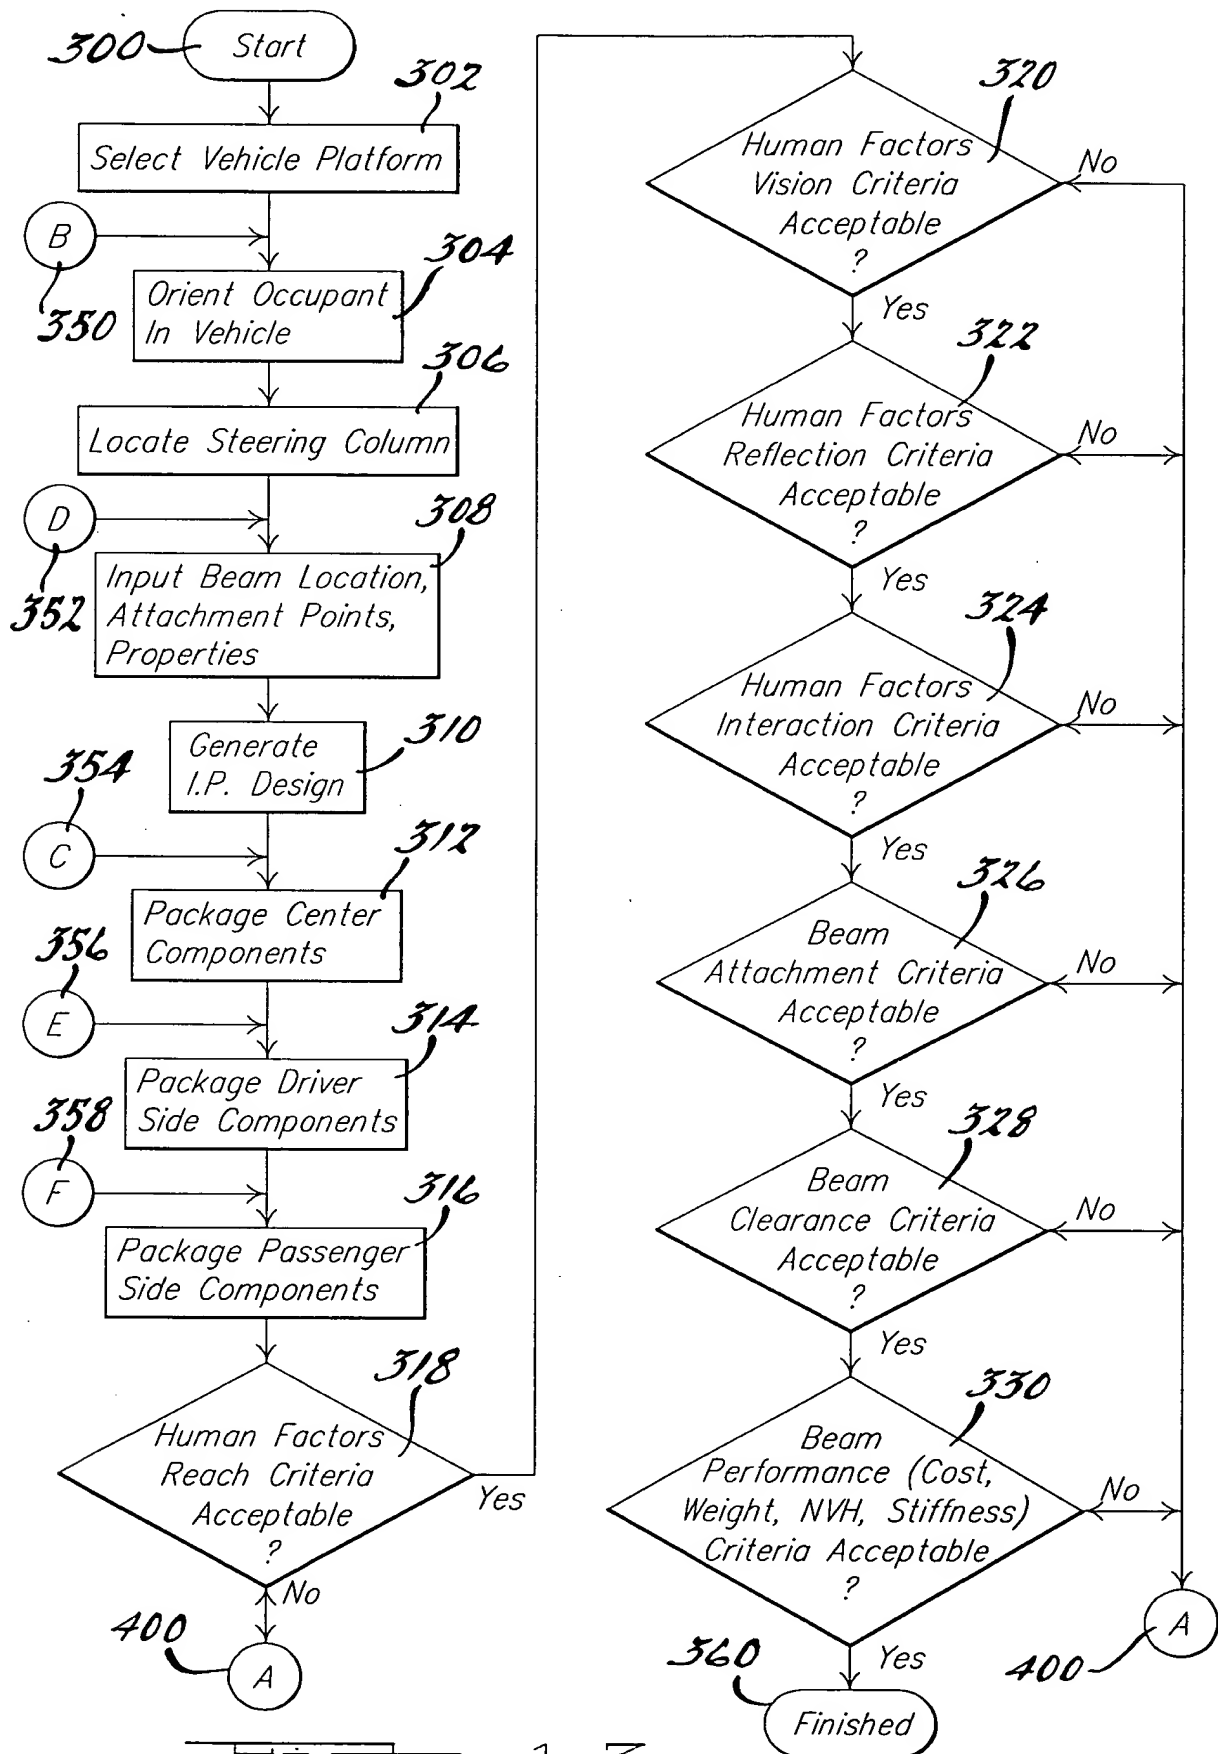 300
Start
302
Select Vehicle Platform
B
350
304
Orient Occupant
In Vehicle
306
Locate Steering Column
D
352
308
Input Beam Location,
Attachment Points,
Properties
310
Generate
I.P. Design
354
C
312
Package Center
Components
356
E
314
Package Driver
Side Components
358
F
316
Package Passenger
Side Components
318
Human Factors
Reach Criteria
Acceptable
?
Yes
No
400
A
320
Human Factors
Vision Criteria
Acceptable
?
No
Yes
322
Human Factors
Reflection Criteria
Acceptable
?
No
Yes
324
Human Factors
Interaction Criteria
Acceptable
?
No
Yes
326
Beam
Attachment Criteria
Acceptable
?
No
Yes
328
Beam
Clearance Criteria
Acceptable
?
No
Yes
330
Beam
Performance (Cost,
Weight, NVH, Stiffness)
Criteria Acceptable
?
No
Yes
A
400
360
Finished